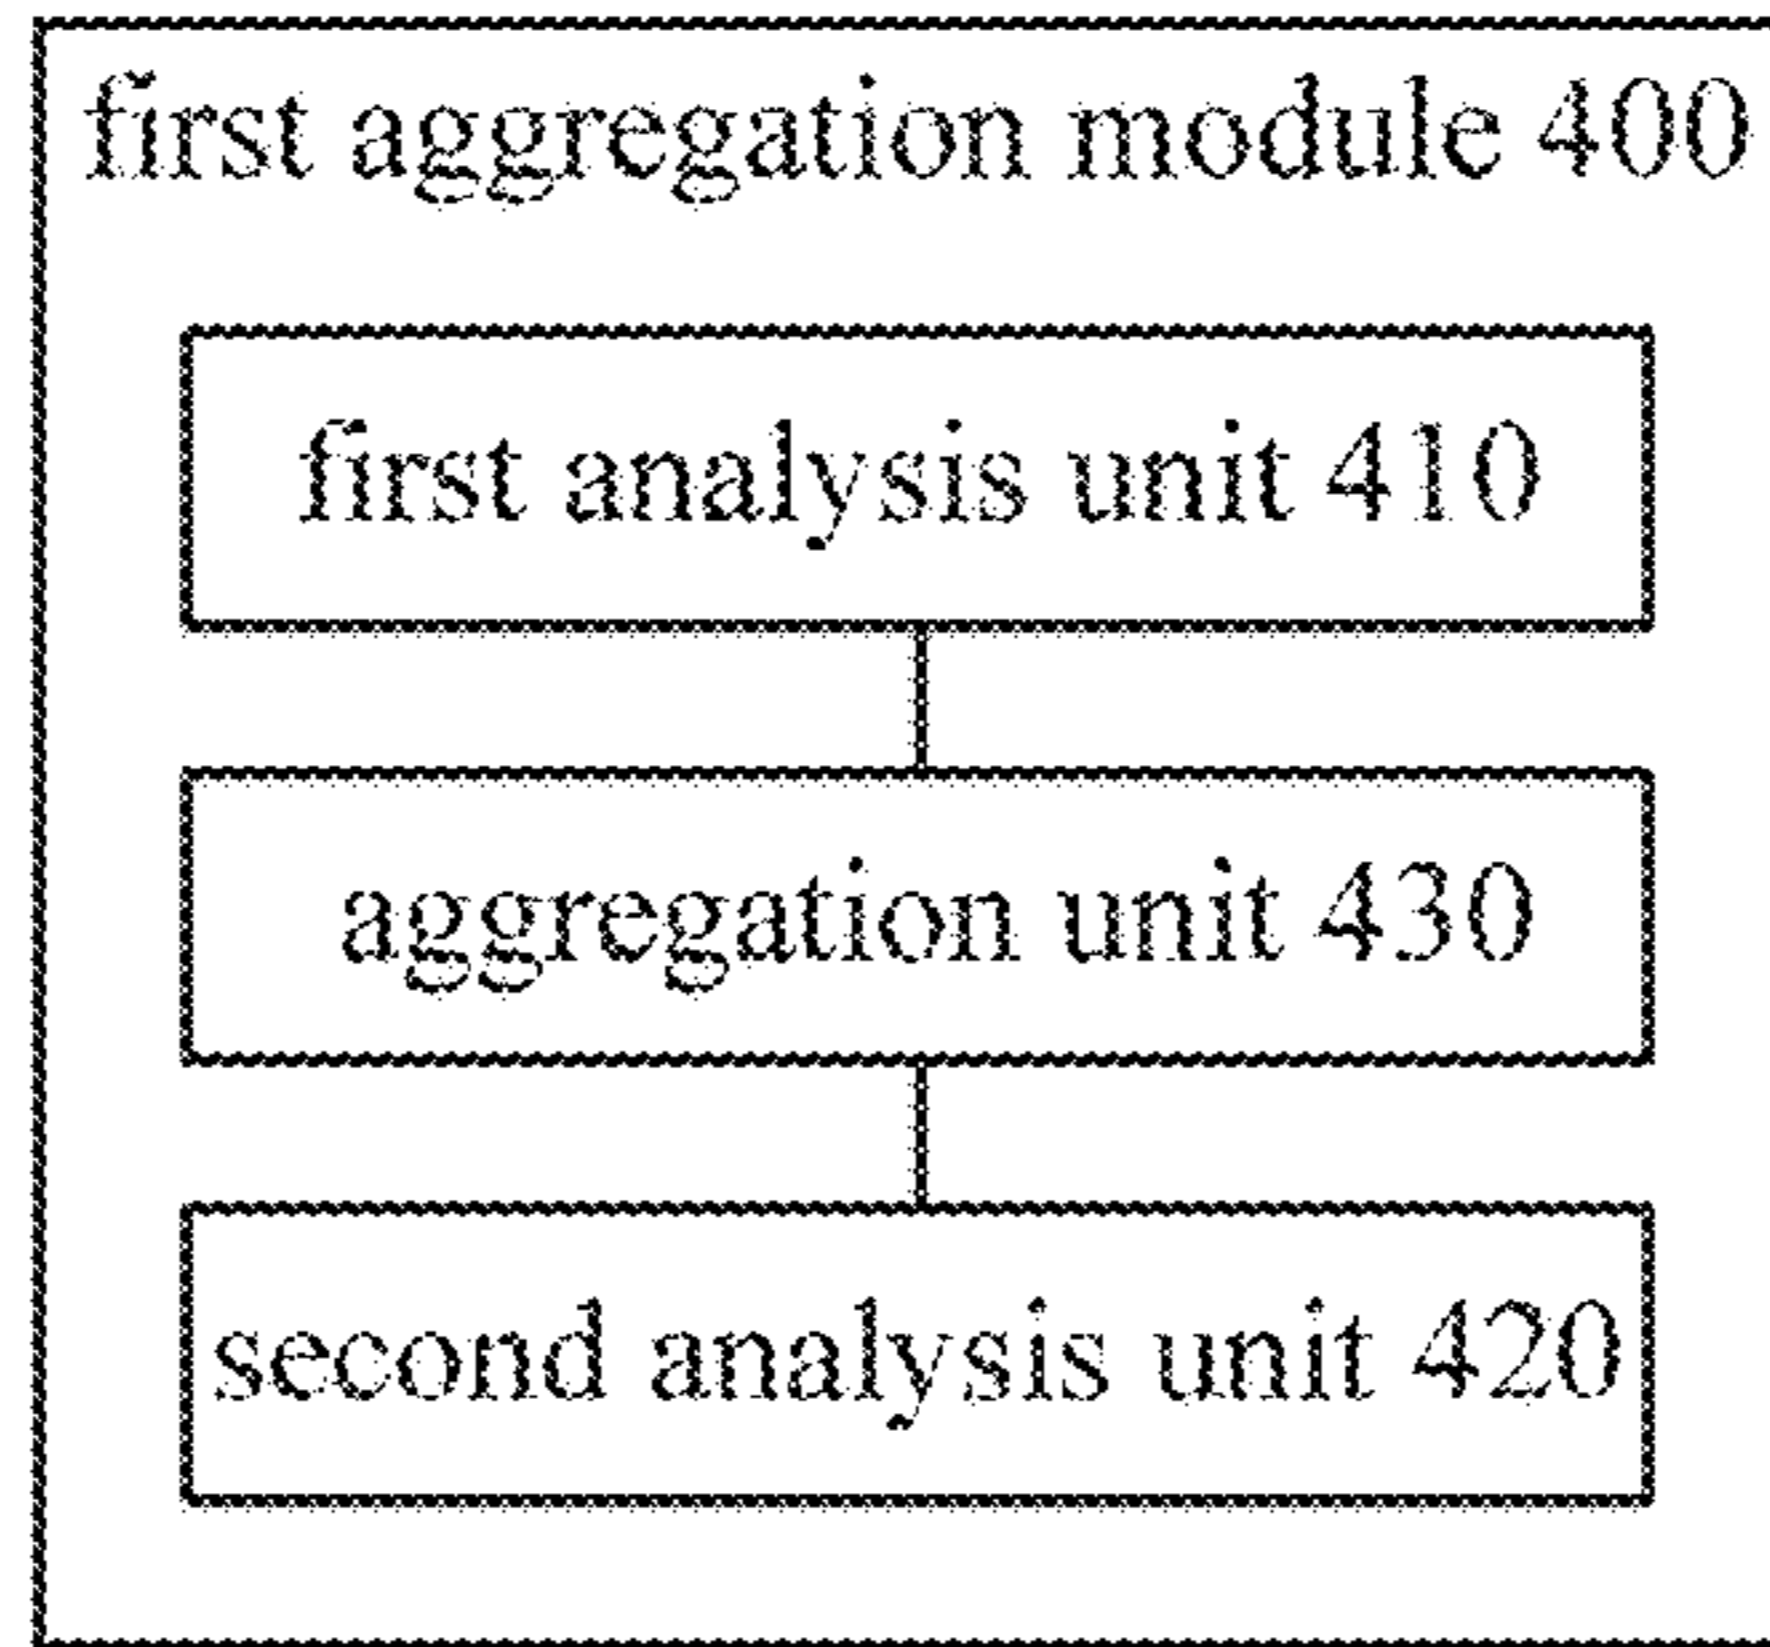 first aggregation module 400
first analysis unit 410
aggregation unit 430
second analysis unit 420